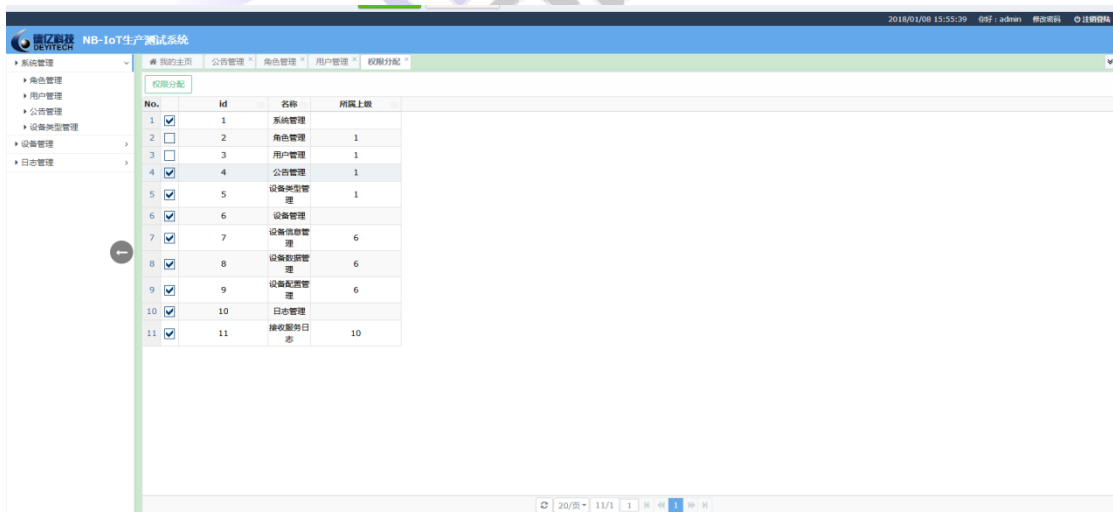 2018/01/08 15:55:39 你好：admin 修改密码 注销登陆
德亿科技 DEYITECH NB-IoT生产测试系统
系统管理
角色管理
用户管理
公告管理
设备类型管理
设备管理
日志管理
我的主页 公告管理 × 角色管理 × 用户管理 × 权限分配 ×
权限分配
No. id 名称 所属上级
1 1 系统管理
2 2 角色管理 1
3 3 用户管理 1
4 4 公告管理 1
5 5 设备类型管
理 1
6 6 设备管理
7 7 设备信息管
理 6
8 8 设备数据管
理 6
9 9 设备配置管
理 6
10 10 日志管理
11 11 接收服务日
志 10
20/页 11/1 1 1